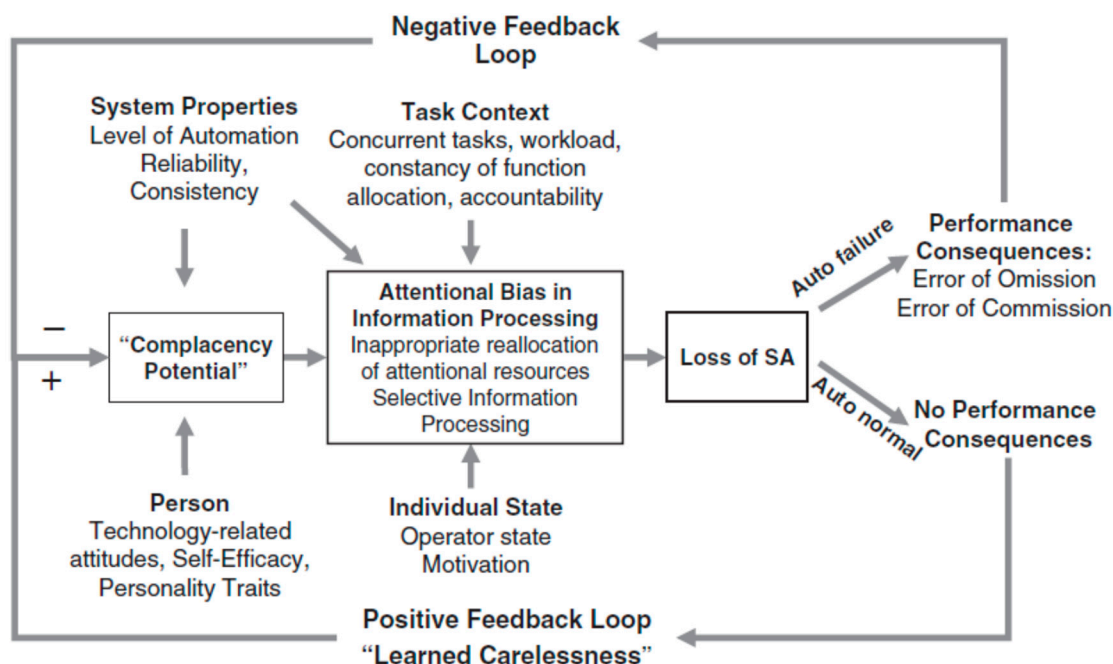 Negative Feedback
Loop
System Properties
Level of Automation
Reliability,
Consistency
Task Context
Concurrent tasks, workload,
constancy of function
allocation, accountability
Performance
Consequences:
Error of Omission
Error of Commission
Auto failure
−
+
“Complacency
Potential”
Attentional Bias in
Information Processing
Inappropriate reallocation
of attentional resources
Selective Information
Processing
Loss of SA
Auto normal
No Performance
Consequences
Person
Technology-related
attitudes, Self-Efficacy,
Personality Traits
Individual State
Operator state
Motivation
Positive Feedback Loop
“Learned Carelessness”